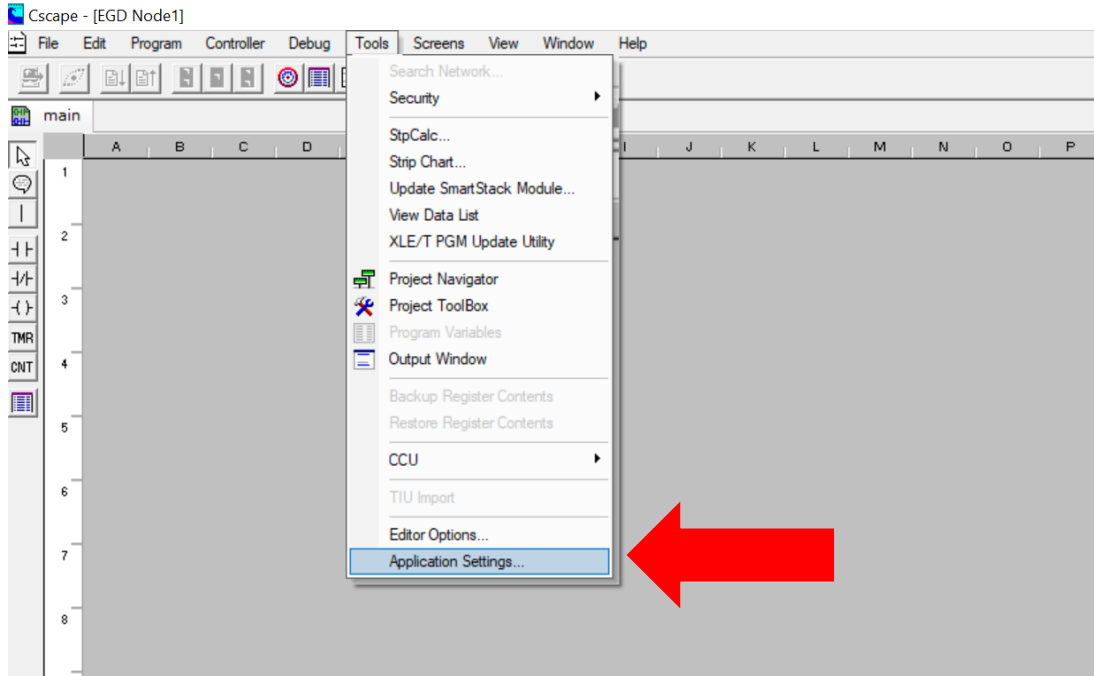 Cscape - [EGD Node1]
File Edit Program Controller Debug Tools Screens View Window Help
main
A B C D I J K L M N O P
1
2
3
4
5
6
7
8
TMR
CNT
Search Network...
Security
StpCalc...
Strip Chart...
Update SmartStack Module...
View Data List
XLE/T PGM Update Utility
Project Navigator
Project ToolBox
Program Variables
Output Window
Backup Register Contents
Restore Register Contents
CCU
TIU Import
Editor Options...
Application Settings...